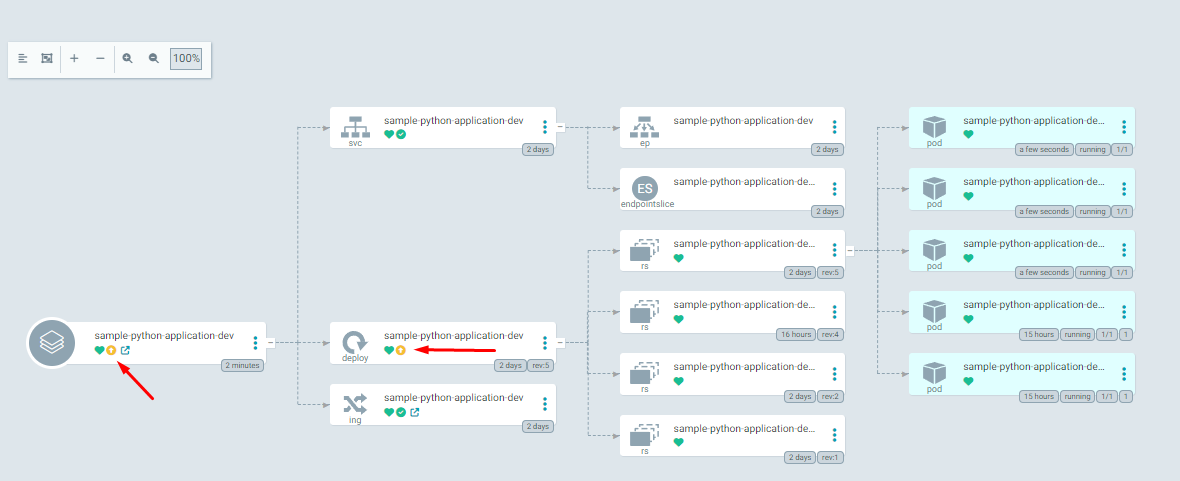 100%
sample-python-application-dev
2 minutes
svc
sample-python-application-dev
2 days
deploy
sample-python-application-dev
2 days
rev:5
ing
sample-python-application-dev
2 days
ep
sample-python-application-dev
2 days
ES
endpointslice
sample-python-application-de...
2 days
rs
sample-python-application-de...
2 days
rev:5
rs
sample-python-application-de...
16 hours
rev:4
rs
sample-python-application-de...
2 days
rev:2
rs
sample-python-application-de...
2 days
rev:1
pod
sample-python-application-de...
a few seconds
running
1/1
pod
sample-python-application-de...
a few seconds
running
1/1
pod
sample-python-application-de...
a few seconds
running
1/1
pod
sample-python-application-de...
15 hours
running
1/1
1
pod
sample-python-application-de...
15 hours
running
1/1
1